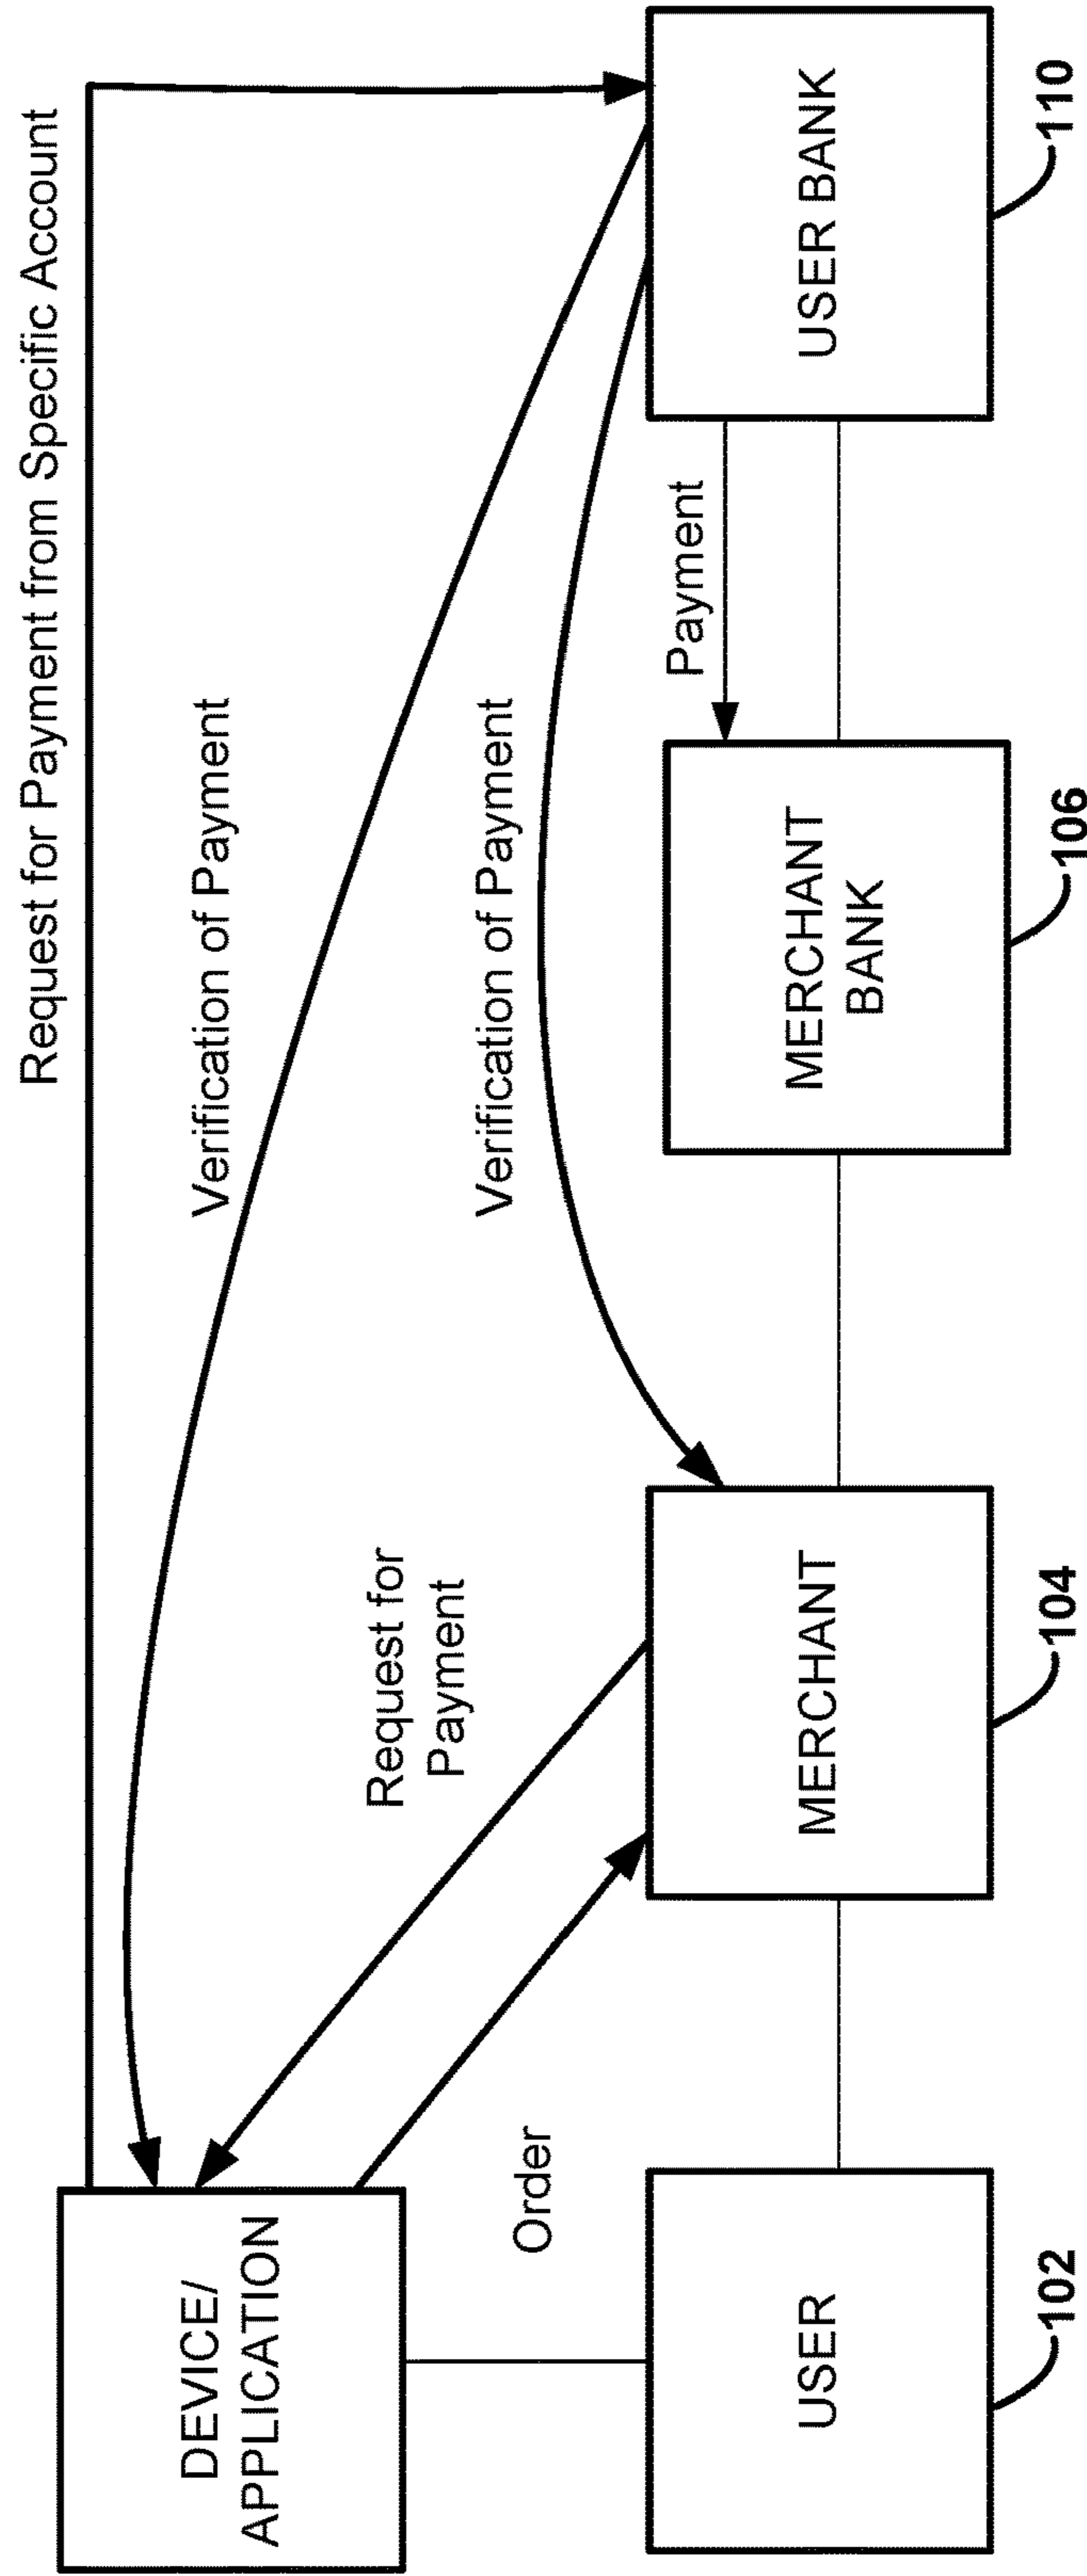 Request for Payment from Specific Account
Verification of Payment
DEVICE/
APPLICATION
Request for
Payment
Verification of Payment
Order
Payment
USER
MERCHANT
MERCHANT
BANK
USER BANK
102
104
106
110